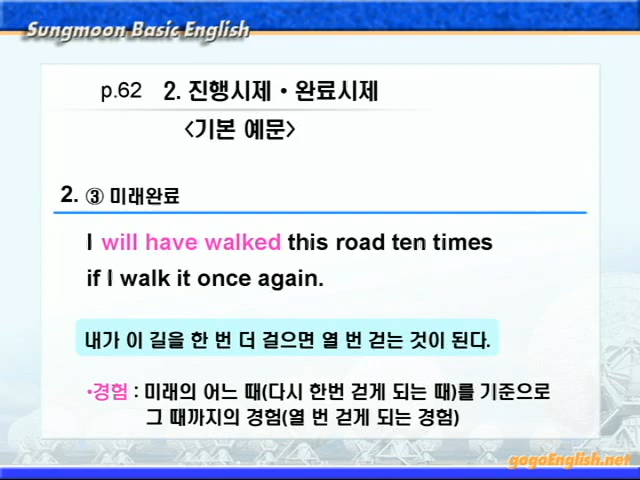 Sungmoon Basic English
p.62 2. 진행시제 • 완료시제
<기본 예문>
2. ③ 미래완료
I will have walked this road ten times
if I walk it once again.
내가 이 길을 한 번 더 걸으면 열 번 걷는 것이 된다.
•경험 : 미래의 어느 때(다시 한번 걷게 되는 때)를 기준으로
그 때까지의 경험(열 번 걷게 되는 경험)
gogoEnglish.net